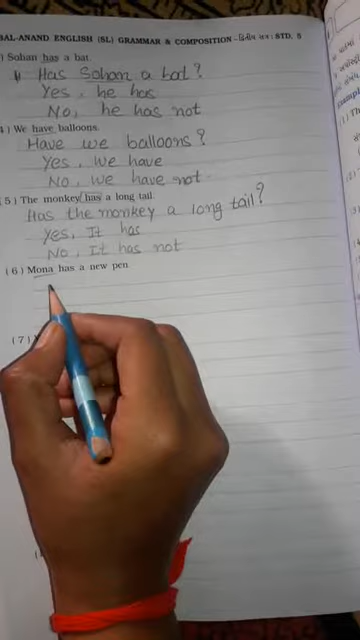 BAL-ANAND ENGLISH (SL) GRAMMAR & COMPOSITION - દ્વિતીય સત્ર : STD. 5
) Sohan has a bat.
Has Sohan a bat?
Yes, he has
No, he has not
4) We have balloons.
Have we balloons?
Yes, we have
No, we have not.
(5) The monkey has a long tail.
Has the monkey a long tail?
Yes, It has
No, It has not
(6) Mona has a new pen.
(7)